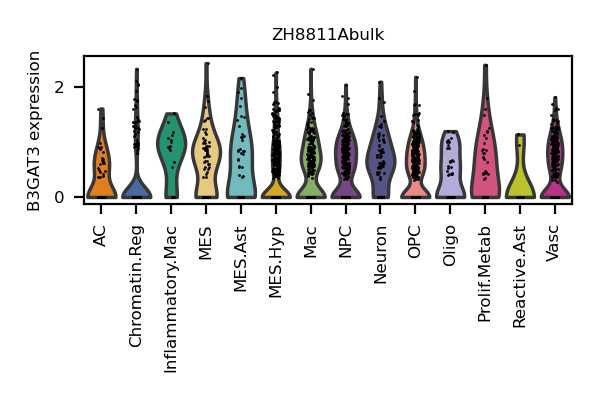 ZH8811Abulk
B3GAT3 expression
2
0
AC
Chromatin.Reg
Inflammatory.Mac
MES
MES.Ast
MES.Hyp
Mac
NPC
Neuron
OPC
Oligo
Prolif.Metab
Reactive.Ast
Vasc